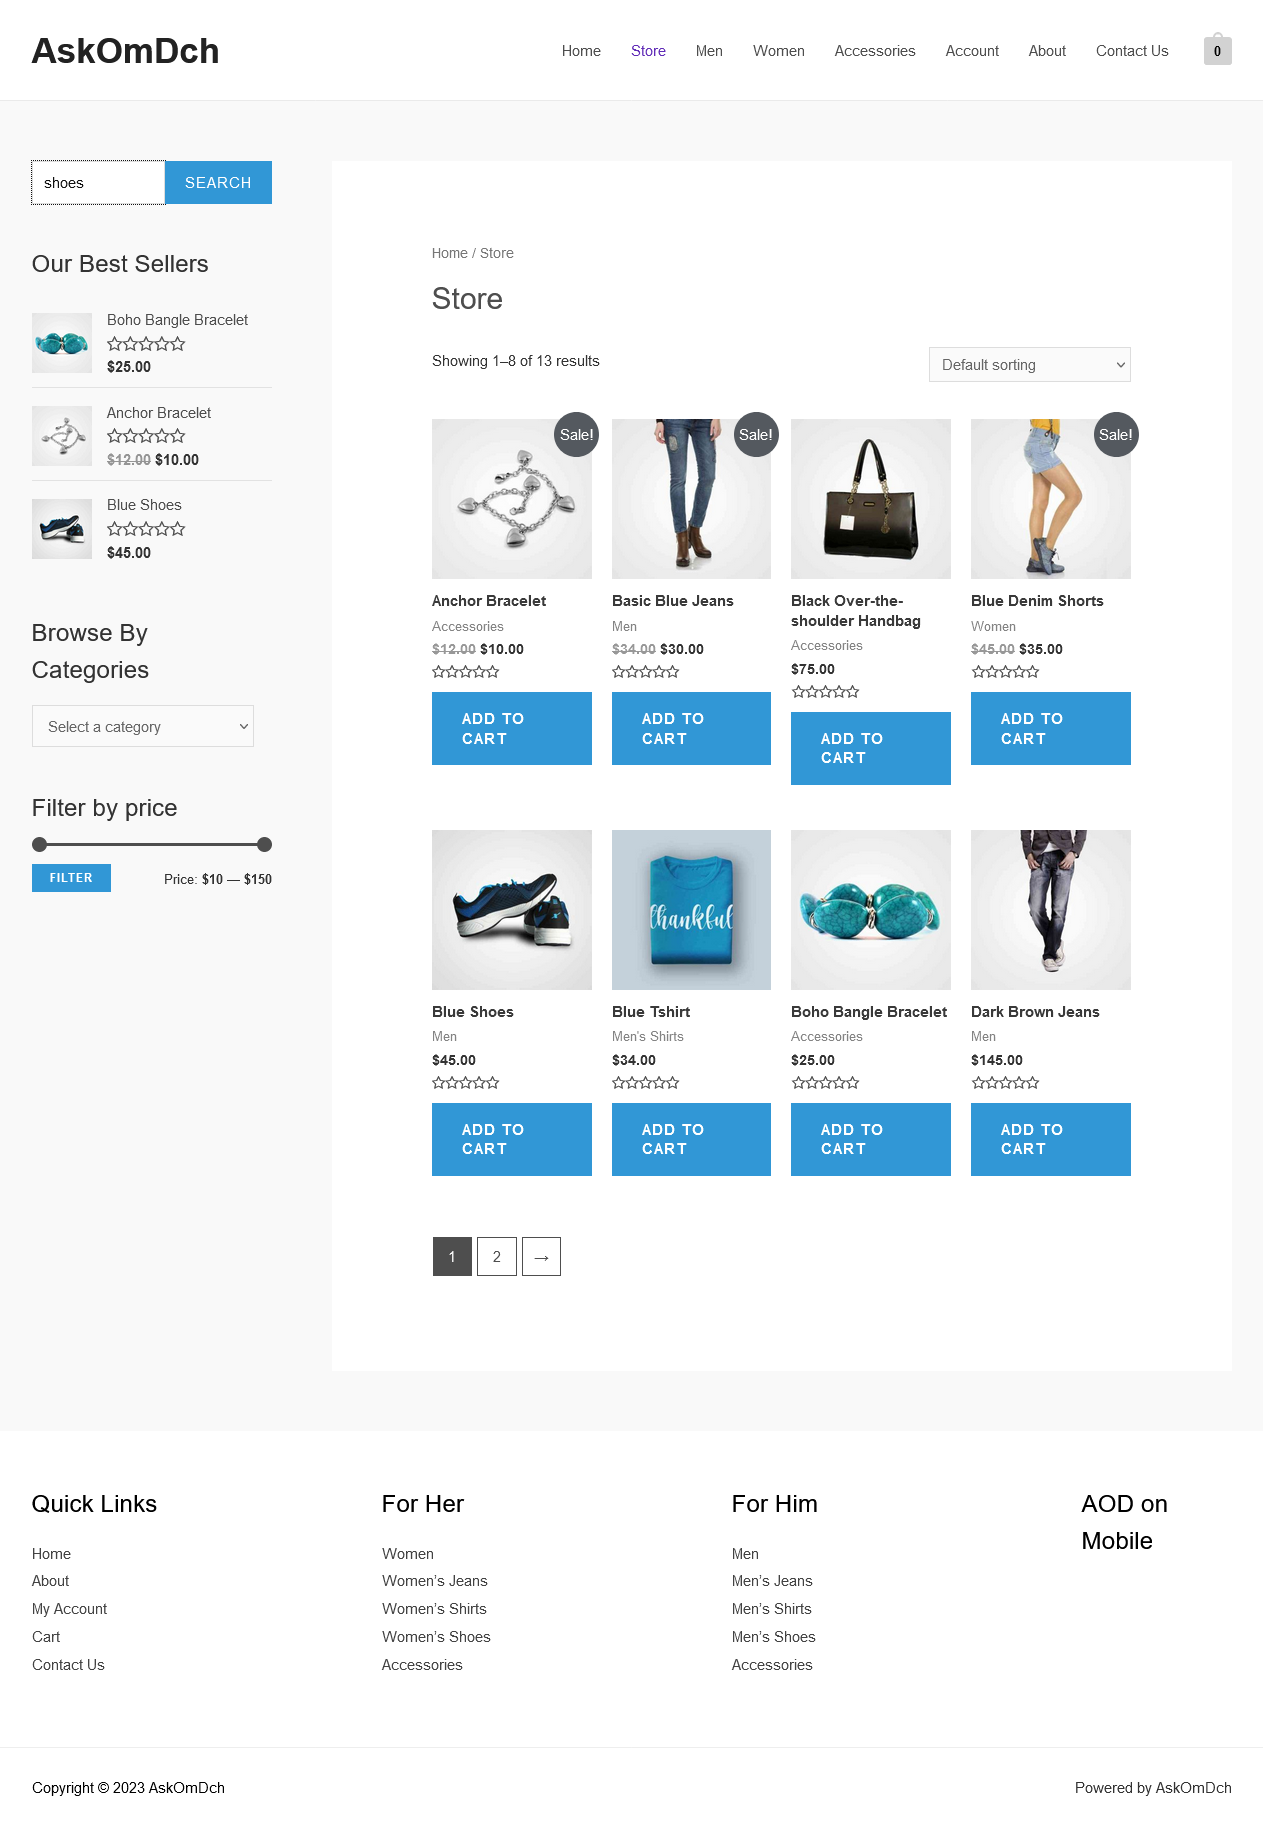 AskOmDch
Home Store Men Women Accessories Account About Contact Us 0
shoes SEARCH
Our Best Sellers
Boho Bangle Bracelet
$25.00
Anchor Bracelet
$12.00 $10.00
Blue Shoes
$45.00
Browse By
Categories
Select a category
Filter by price
FILTER Price: $10 — $150
Home / Store
Store
Showing 1–8 of 13 results
Default sorting
Sale!
Anchor Bracelet
Accessories
$12.00 $10.00
ADD TO
CART
Sale!
Basic Blue Jeans
Men
$34.00 $30.00
ADD TO
CART
Black Over-the-
shoulder Handbag
Accessories
$75.00
ADD TO
CART
Sale!
Blue Denim Shorts
Women
$45.00 $35.00
ADD TO
CART
Blue Shoes
Men
$45.00
ADD TO
CART
thankful
Blue Tshirt
Men's Shirts
$34.00
ADD TO
CART
Boho Bangle Bracelet
Accessories
$25.00
ADD TO
CART
Dark Brown Jeans
Men
$145.00
ADD TO
CART
1 2 →
Quick Links
Home
About
My Account
Cart
Contact Us
For Her
Women
Women’s Jeans
Women’s Shirts
Women’s Shoes
Accessories
For Him
Men
Men’s Jeans
Men’s Shirts
Men’s Shoes
Accessories
AOD on
Mobile
Copyright © 2023 AskOmDch
Powered by AskOmDch